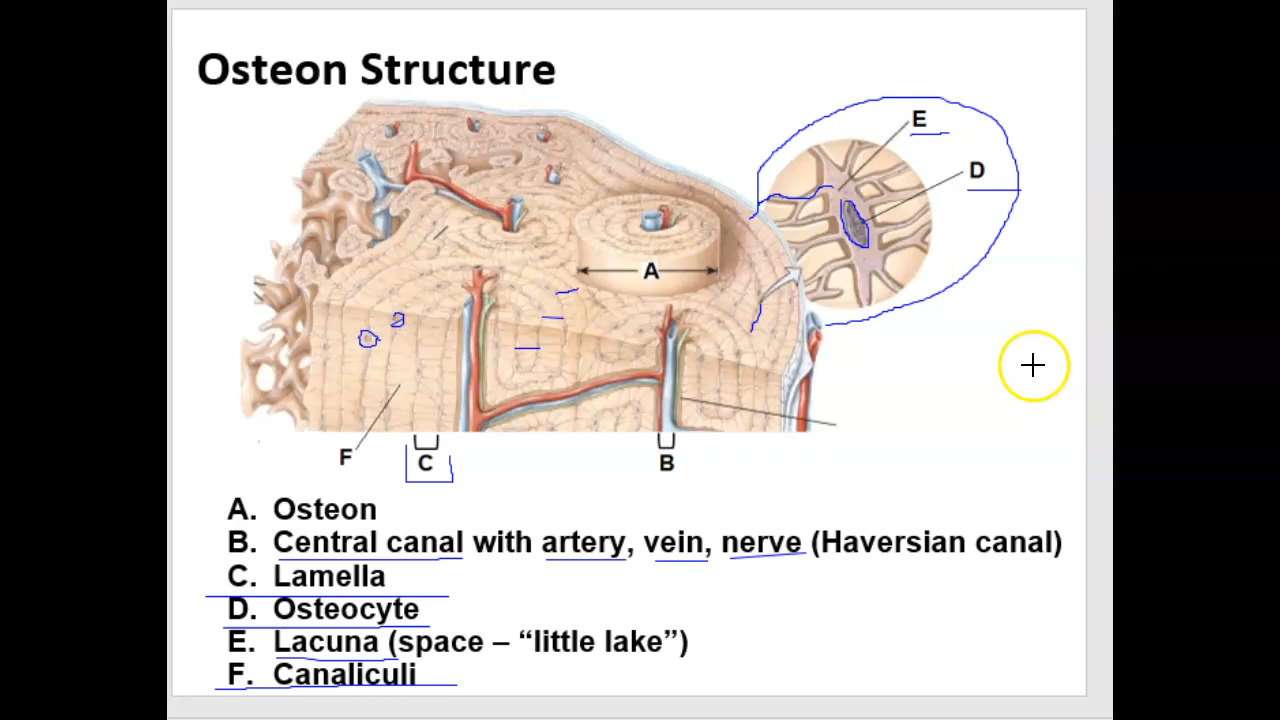 Osteon Structure
E
D
A
F
C
B
A. Osteon
B. Central canal with artery, vein, nerve (Haversian canal)
C. Lamella
D. Osteocyte
E. Lacuna (space – “little lake”)
F. Canaliculi